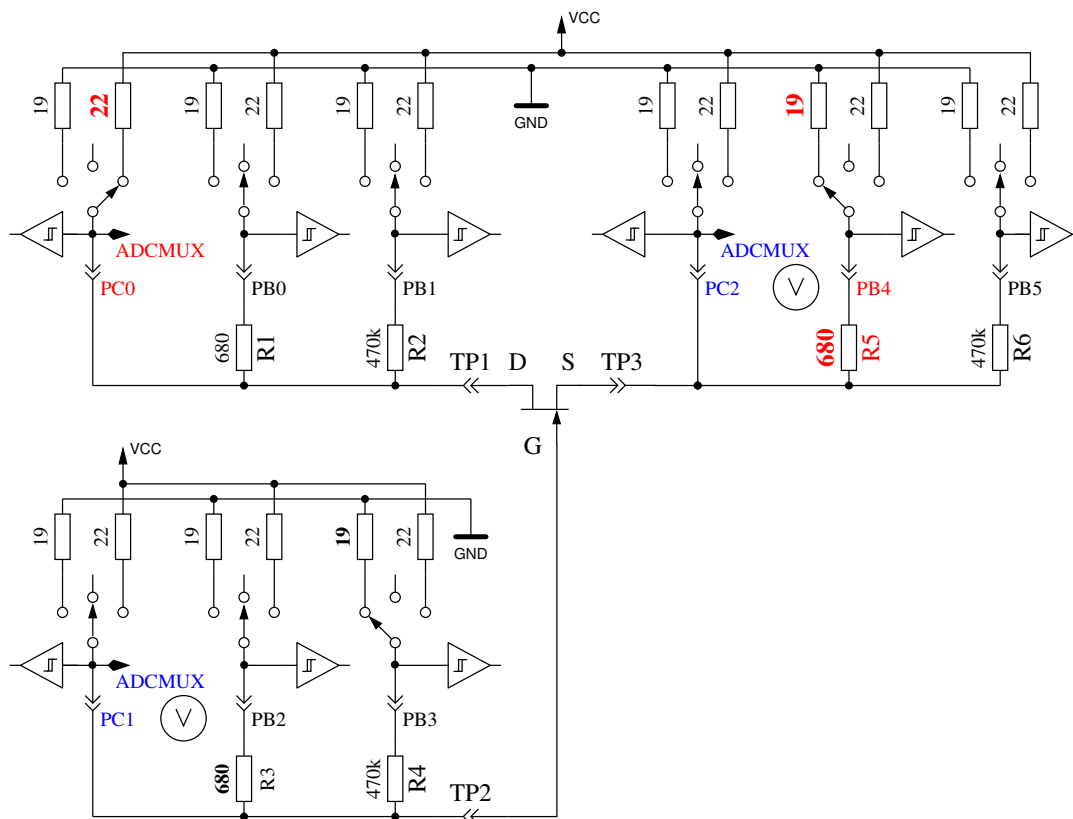 VCC
19 22 19 22 19 22 19 22 19 22 19 22
GND
ADCMUX ADCMUX
PC0 PB0 PB1 PC2 V PB4 PB5
680 R1 470k R2 680 R5 470k R6
TP1 D S TP3
G
VCC
19 22 19 22 19 22
GND
ADCMUX
PC1 V PB2 PB3
680 R3 470k R4
TP2